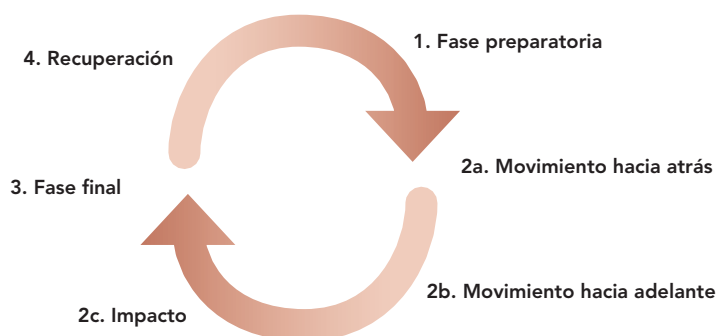 1. Fase preparatoria
2a. Movimiento hacia atrás
2b. Movimiento hacia adelante
2c. Impacto
3. Fase final
4. Recuperación